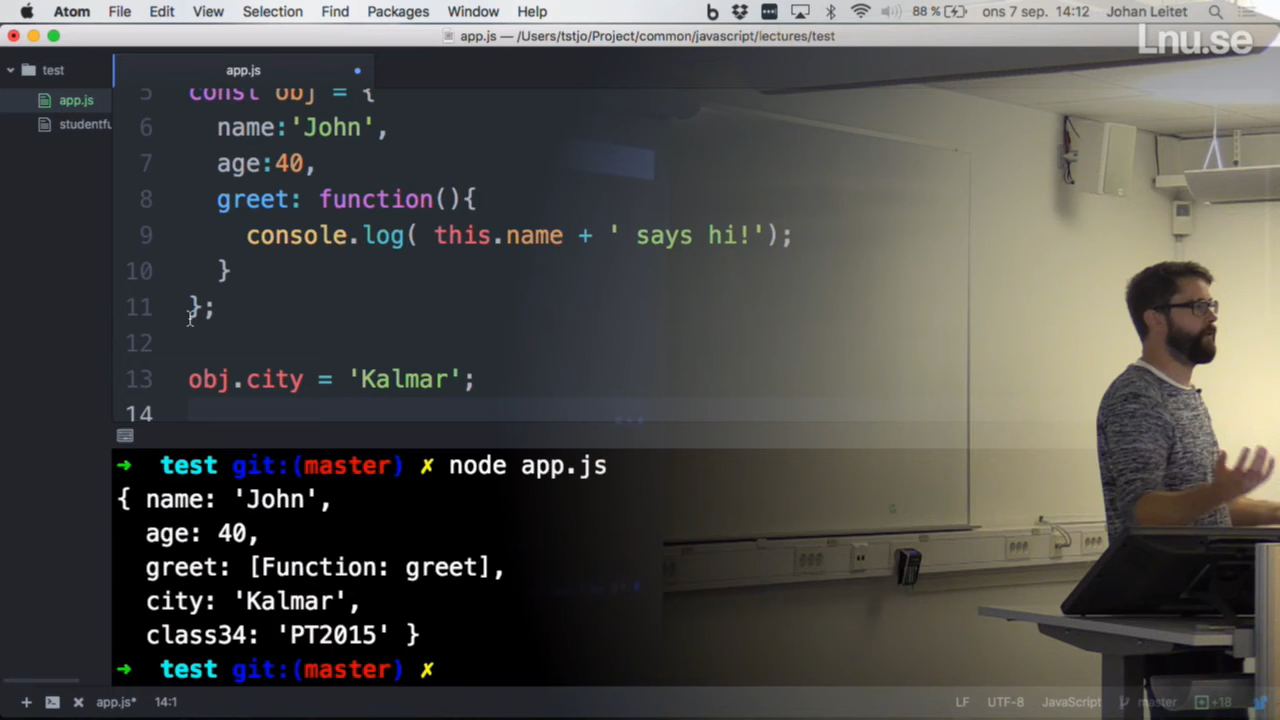 Atom File Edit View Selection Find Packages Window Help 88 % ons 7 sep. 14:12 Johan Leitet
app.js — /Users/tstjo/Project/common/javascript/lectures/test
Lnu.se
test
app.js
studentfu
app.js
5 const obj = {
6 name:'John',
7 age:40,
8 greet: function(){
9 console.log( this.name + ' says hi!');
10 }
11 };
12
13 obj.city = 'Kalmar';
14
➜ test git:(master) ✗ node app.js
{ name: 'John',
age: 40,
greet: [Function: greet],
city: 'Kalmar',
class34: 'PT2015' }
➜ test git:(master) ✗
+ app.js* 14:1 LF UTF-8 JavaScript master +18